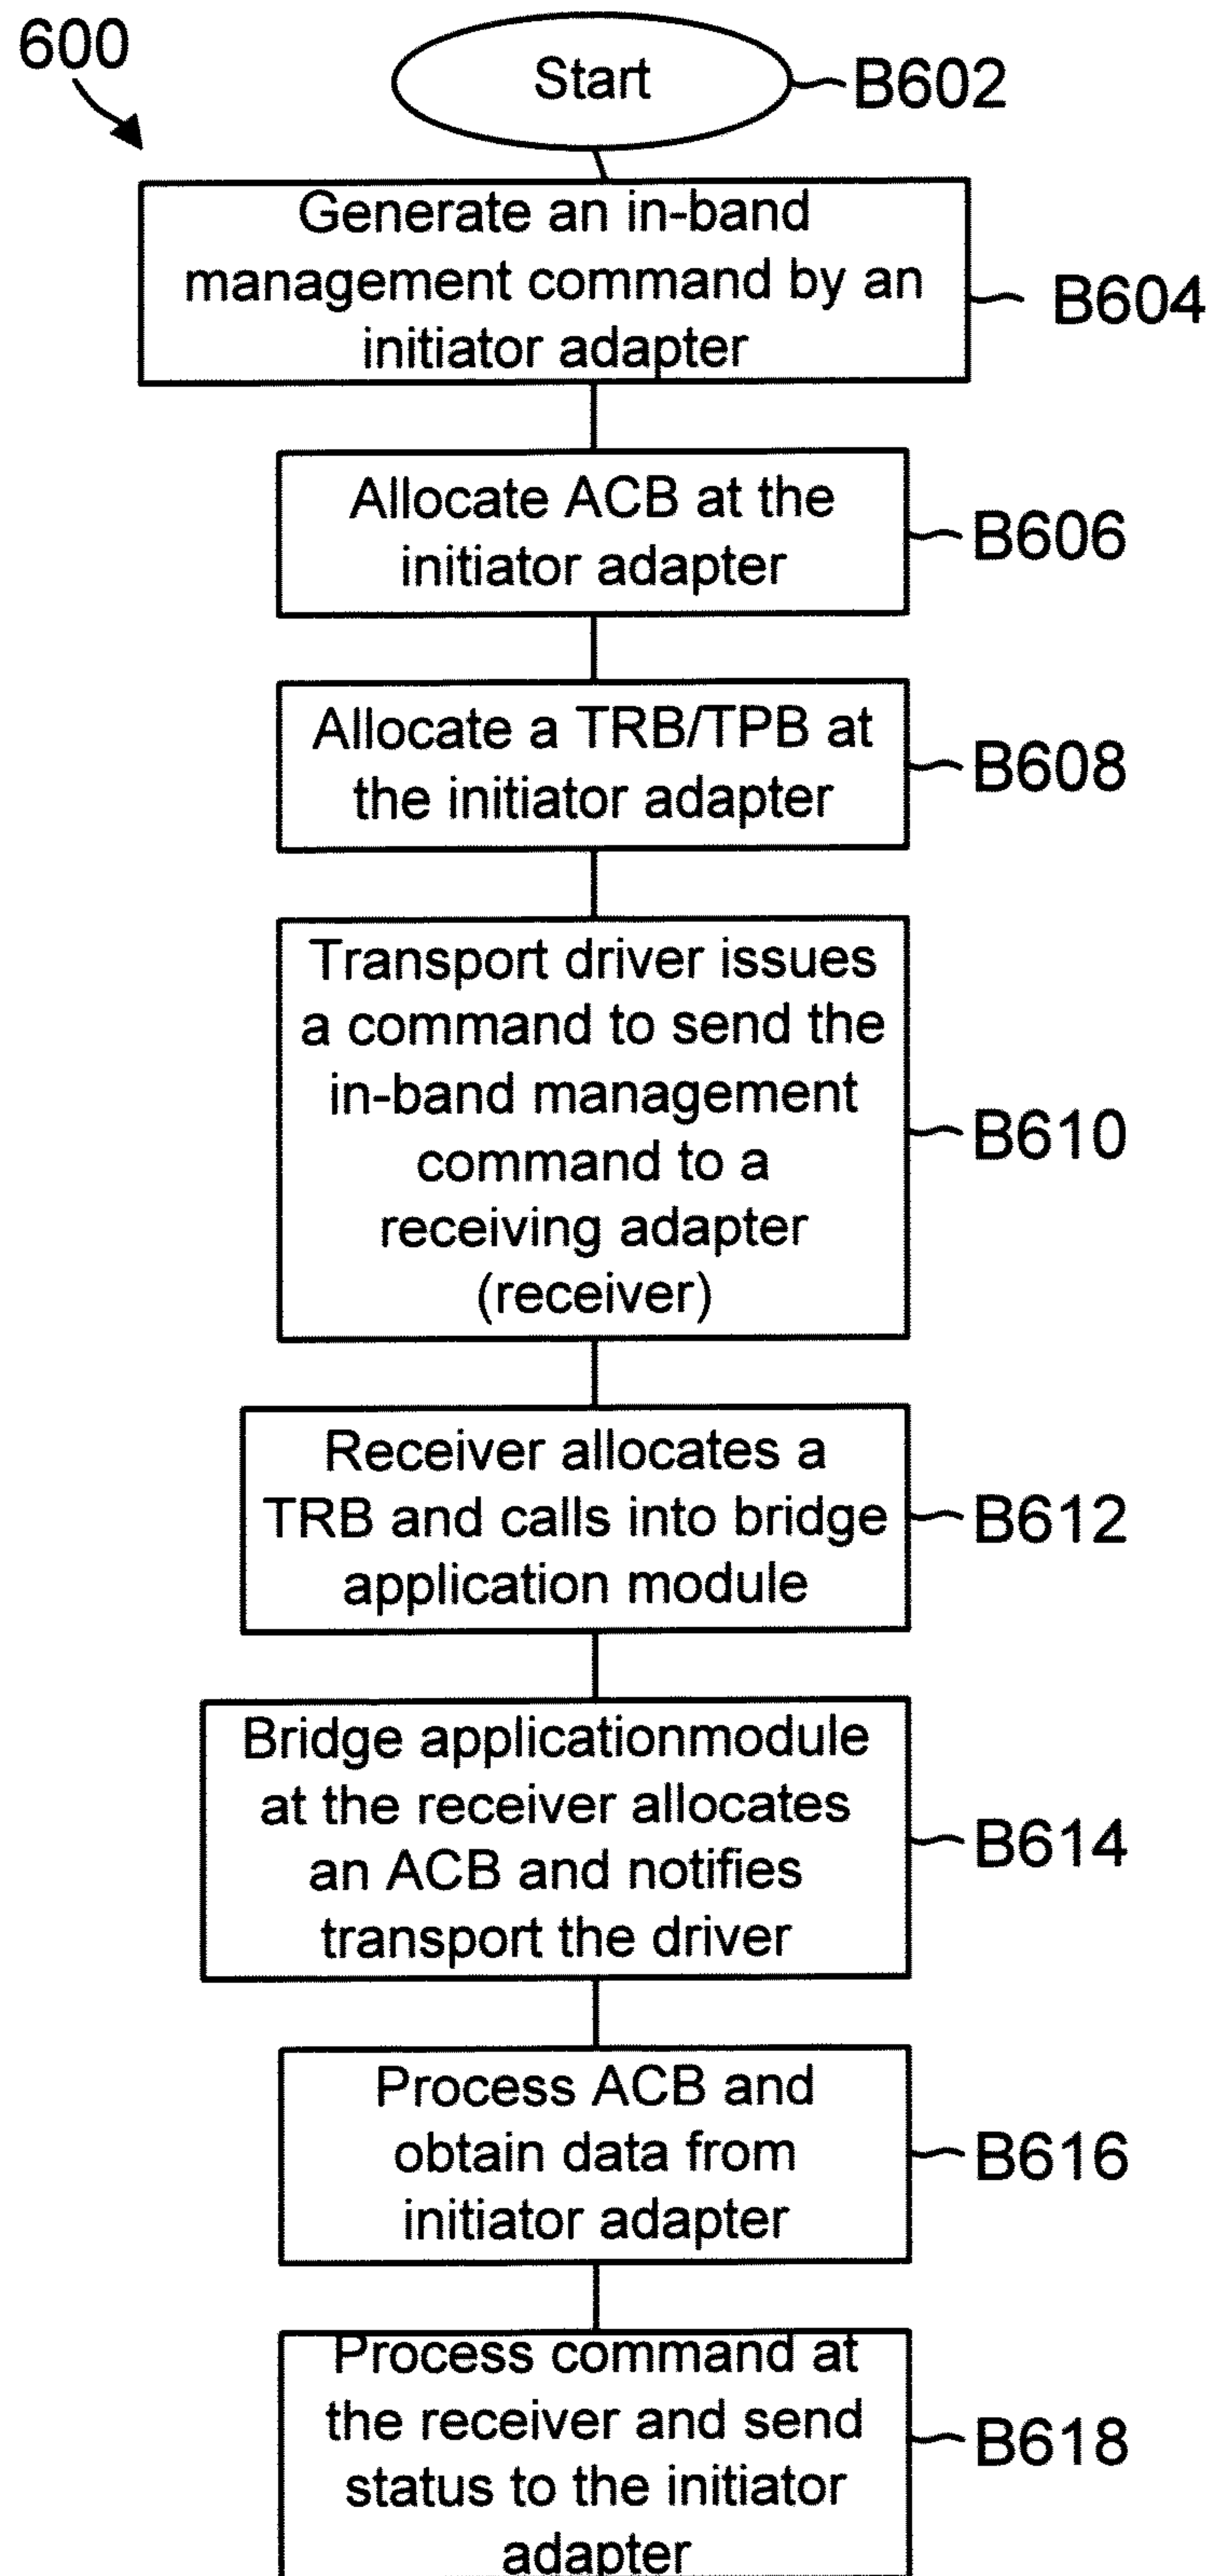 600
Start
B602
Generate an in-band
management command by an
initiator adapter
B604
Allocate ACB at the
initiator adapter
B606
Allocate a TRB/TPB at
the initiator adapter
B608
Transport driver issues
a command to send the
in-band management
command to a
receiving adapter
(receiver)
B610
Receiver allocates a
TRB and calls into bridge
application module
B612
Bridge applicationmodule
at the receiver allocates
an ACB and notifies
transport the driver
B614
Process ACB and
obtain data from
initiator adapter
B616
Process command at
the receiver and send
status to the initiator
adapter
B618